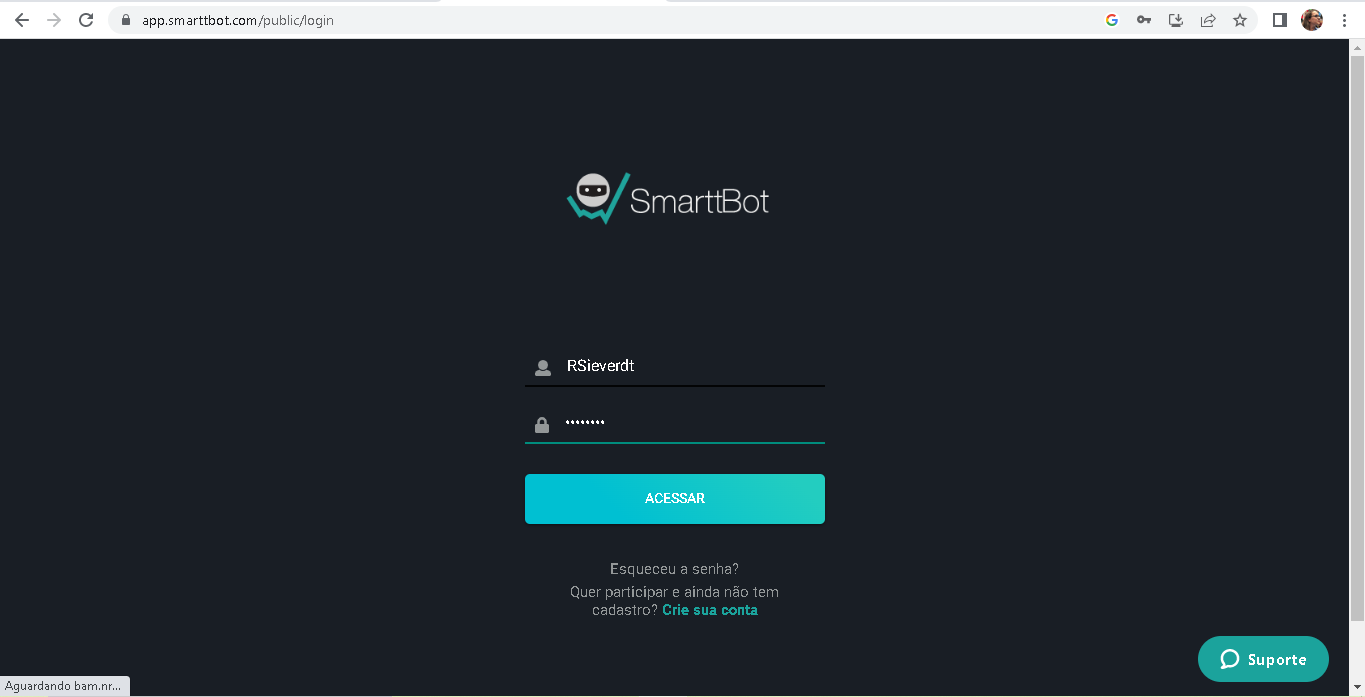 app.smarttbot.com/public/login
SmarttBot
RSieverdt
••••••••
ACESSAR
Esqueceu a senha?
Quer participar e ainda não tem
cadastro? Crie sua conta
Suporte
Aguardando bam.nr...